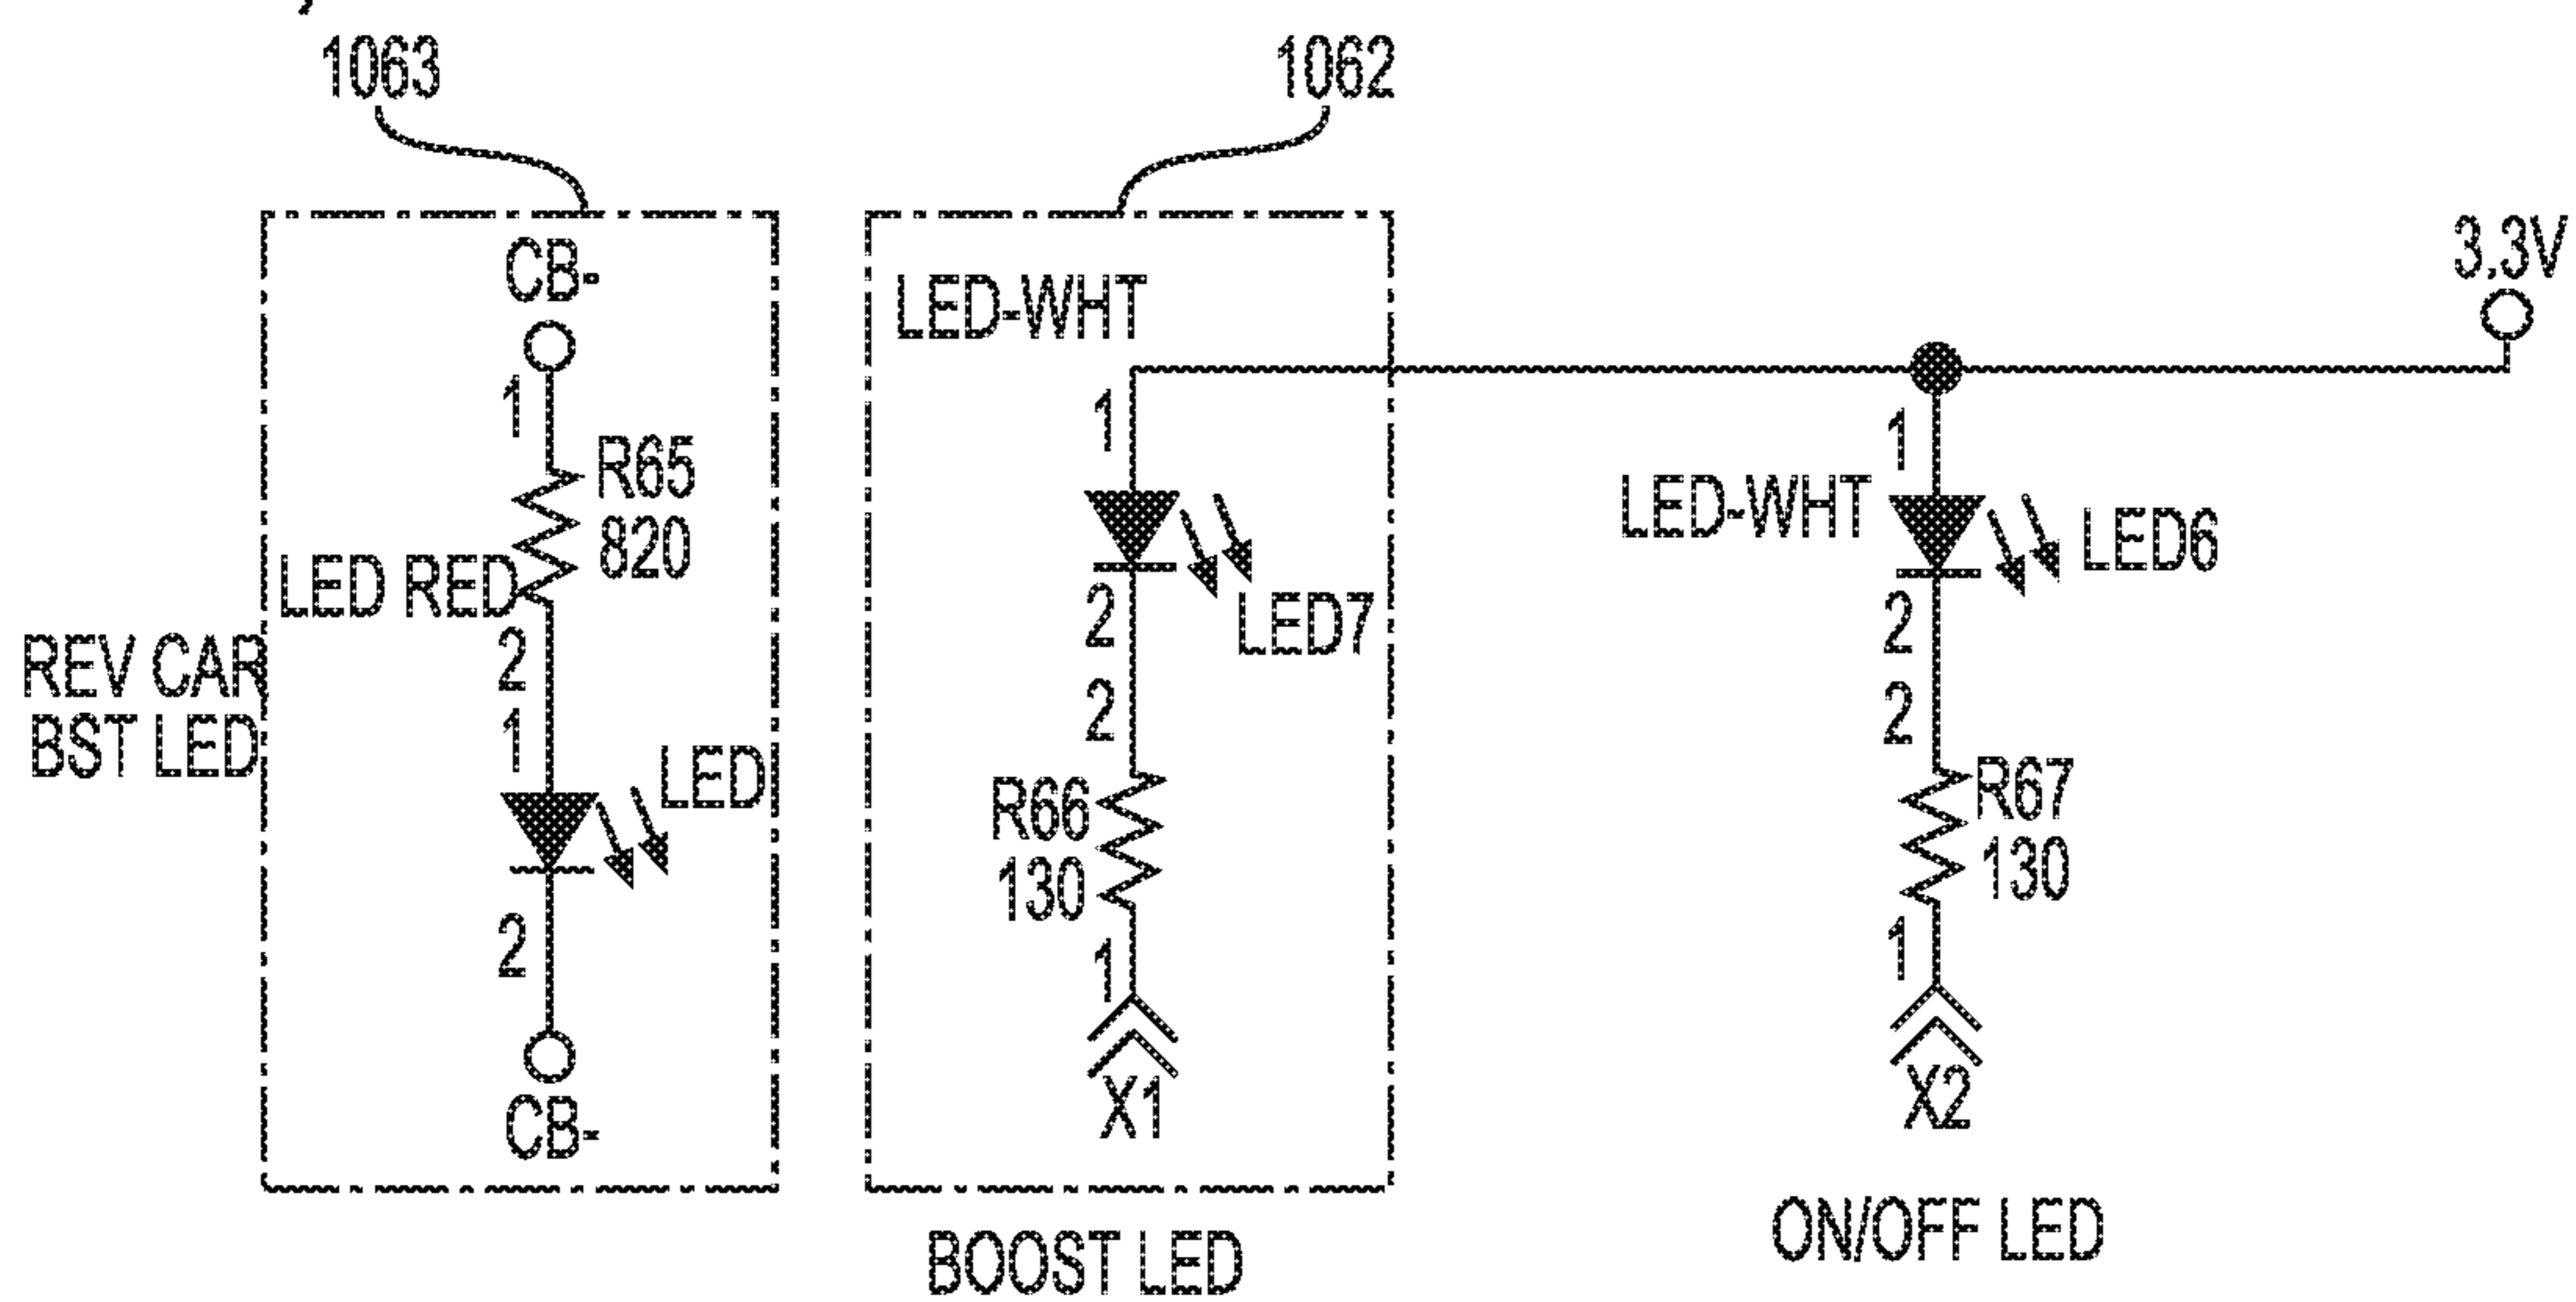 1063
1062
CB-
1
R65
820
LED RED
2
1
LED
2
CB-
REV CAR
BST LED
LED-WHT
1
2
LED7
2
R66
130
1
X1
BOOST LED
3.3V
1
LED-WHT
LED6
2
2
R67
130
1
X2
ON/OFF LED